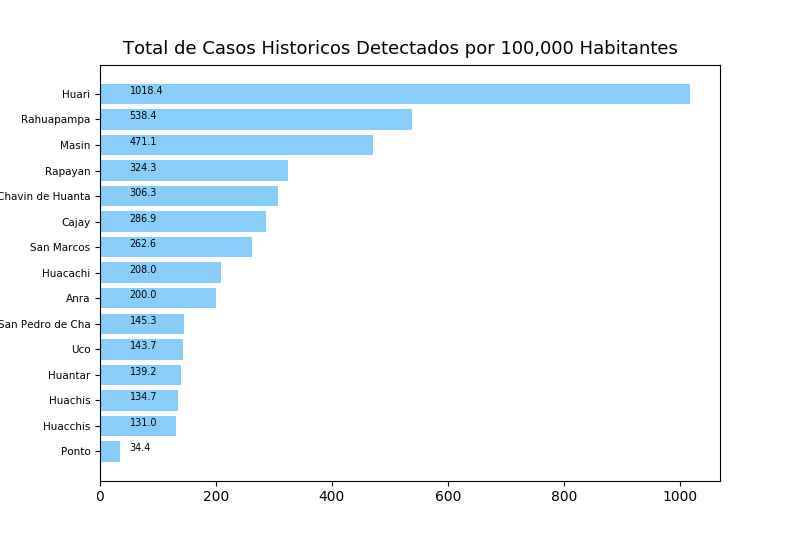 Total de Casos Historicos Detectados por 100,000 Habitantes
Huari 1018.4
Rahuapampa 538.4
Masin 471.1
Rapayan 324.3
Chavin de Huanta 306.3
Cajay 286.9
San Marcos 262.6
Huacachi 208.0
Anra 200.0
San Pedro de Cha 145.3
Uco 143.7
Huantar 139.2
Huachis 134.7
Huacchis 131.0
Ponto 34.4
0 200 400 600 800 1000